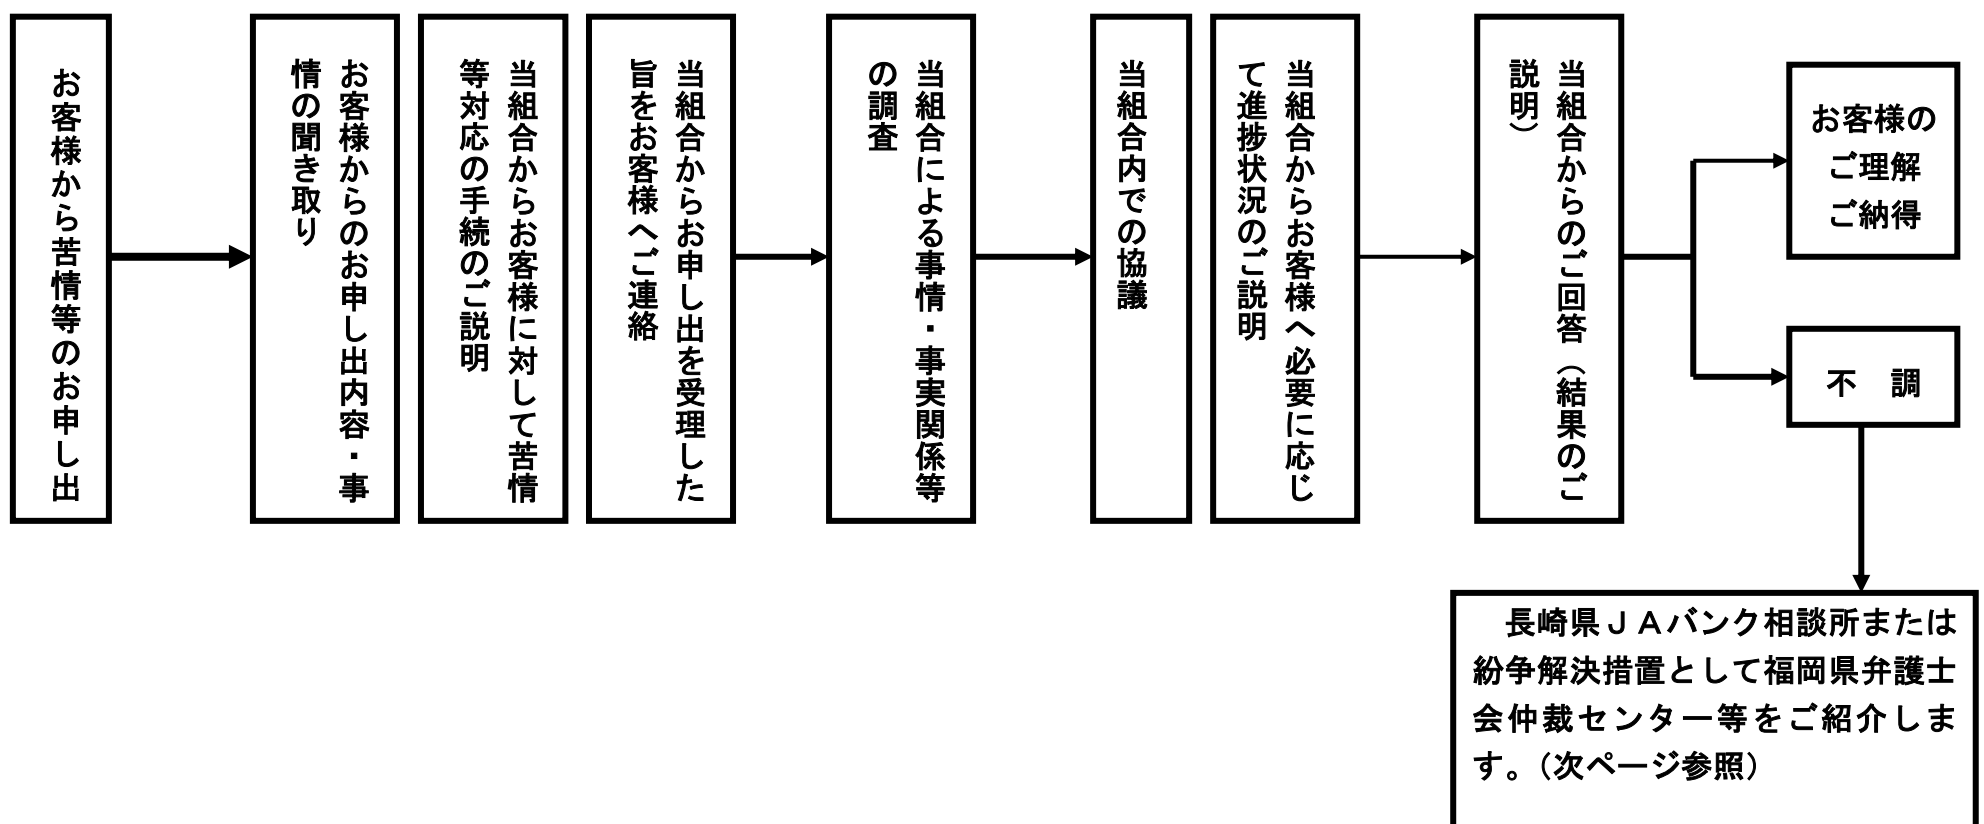 お客様から苦情等のお申し出
お客様からのお申し出内容・事
情の聞き取り
当組合からお客様に対して苦情
等対応の手続のご説明
当組合からお申し出を受理した
旨をお客様へご連絡
当組合による事情・事実関係等
の調査
当組合内での協議
当組合からお客様へ必要に応じ
て進捗状況のご説明
当組合からのご回答（結果のご
説明）
お客様の
ご理解
ご納得
不　調
長崎県ＪＡバンク相談所または
紛争解決措置として福岡県弁護士
会仲裁センター等をご紹介しま
す。（次ページ参照）